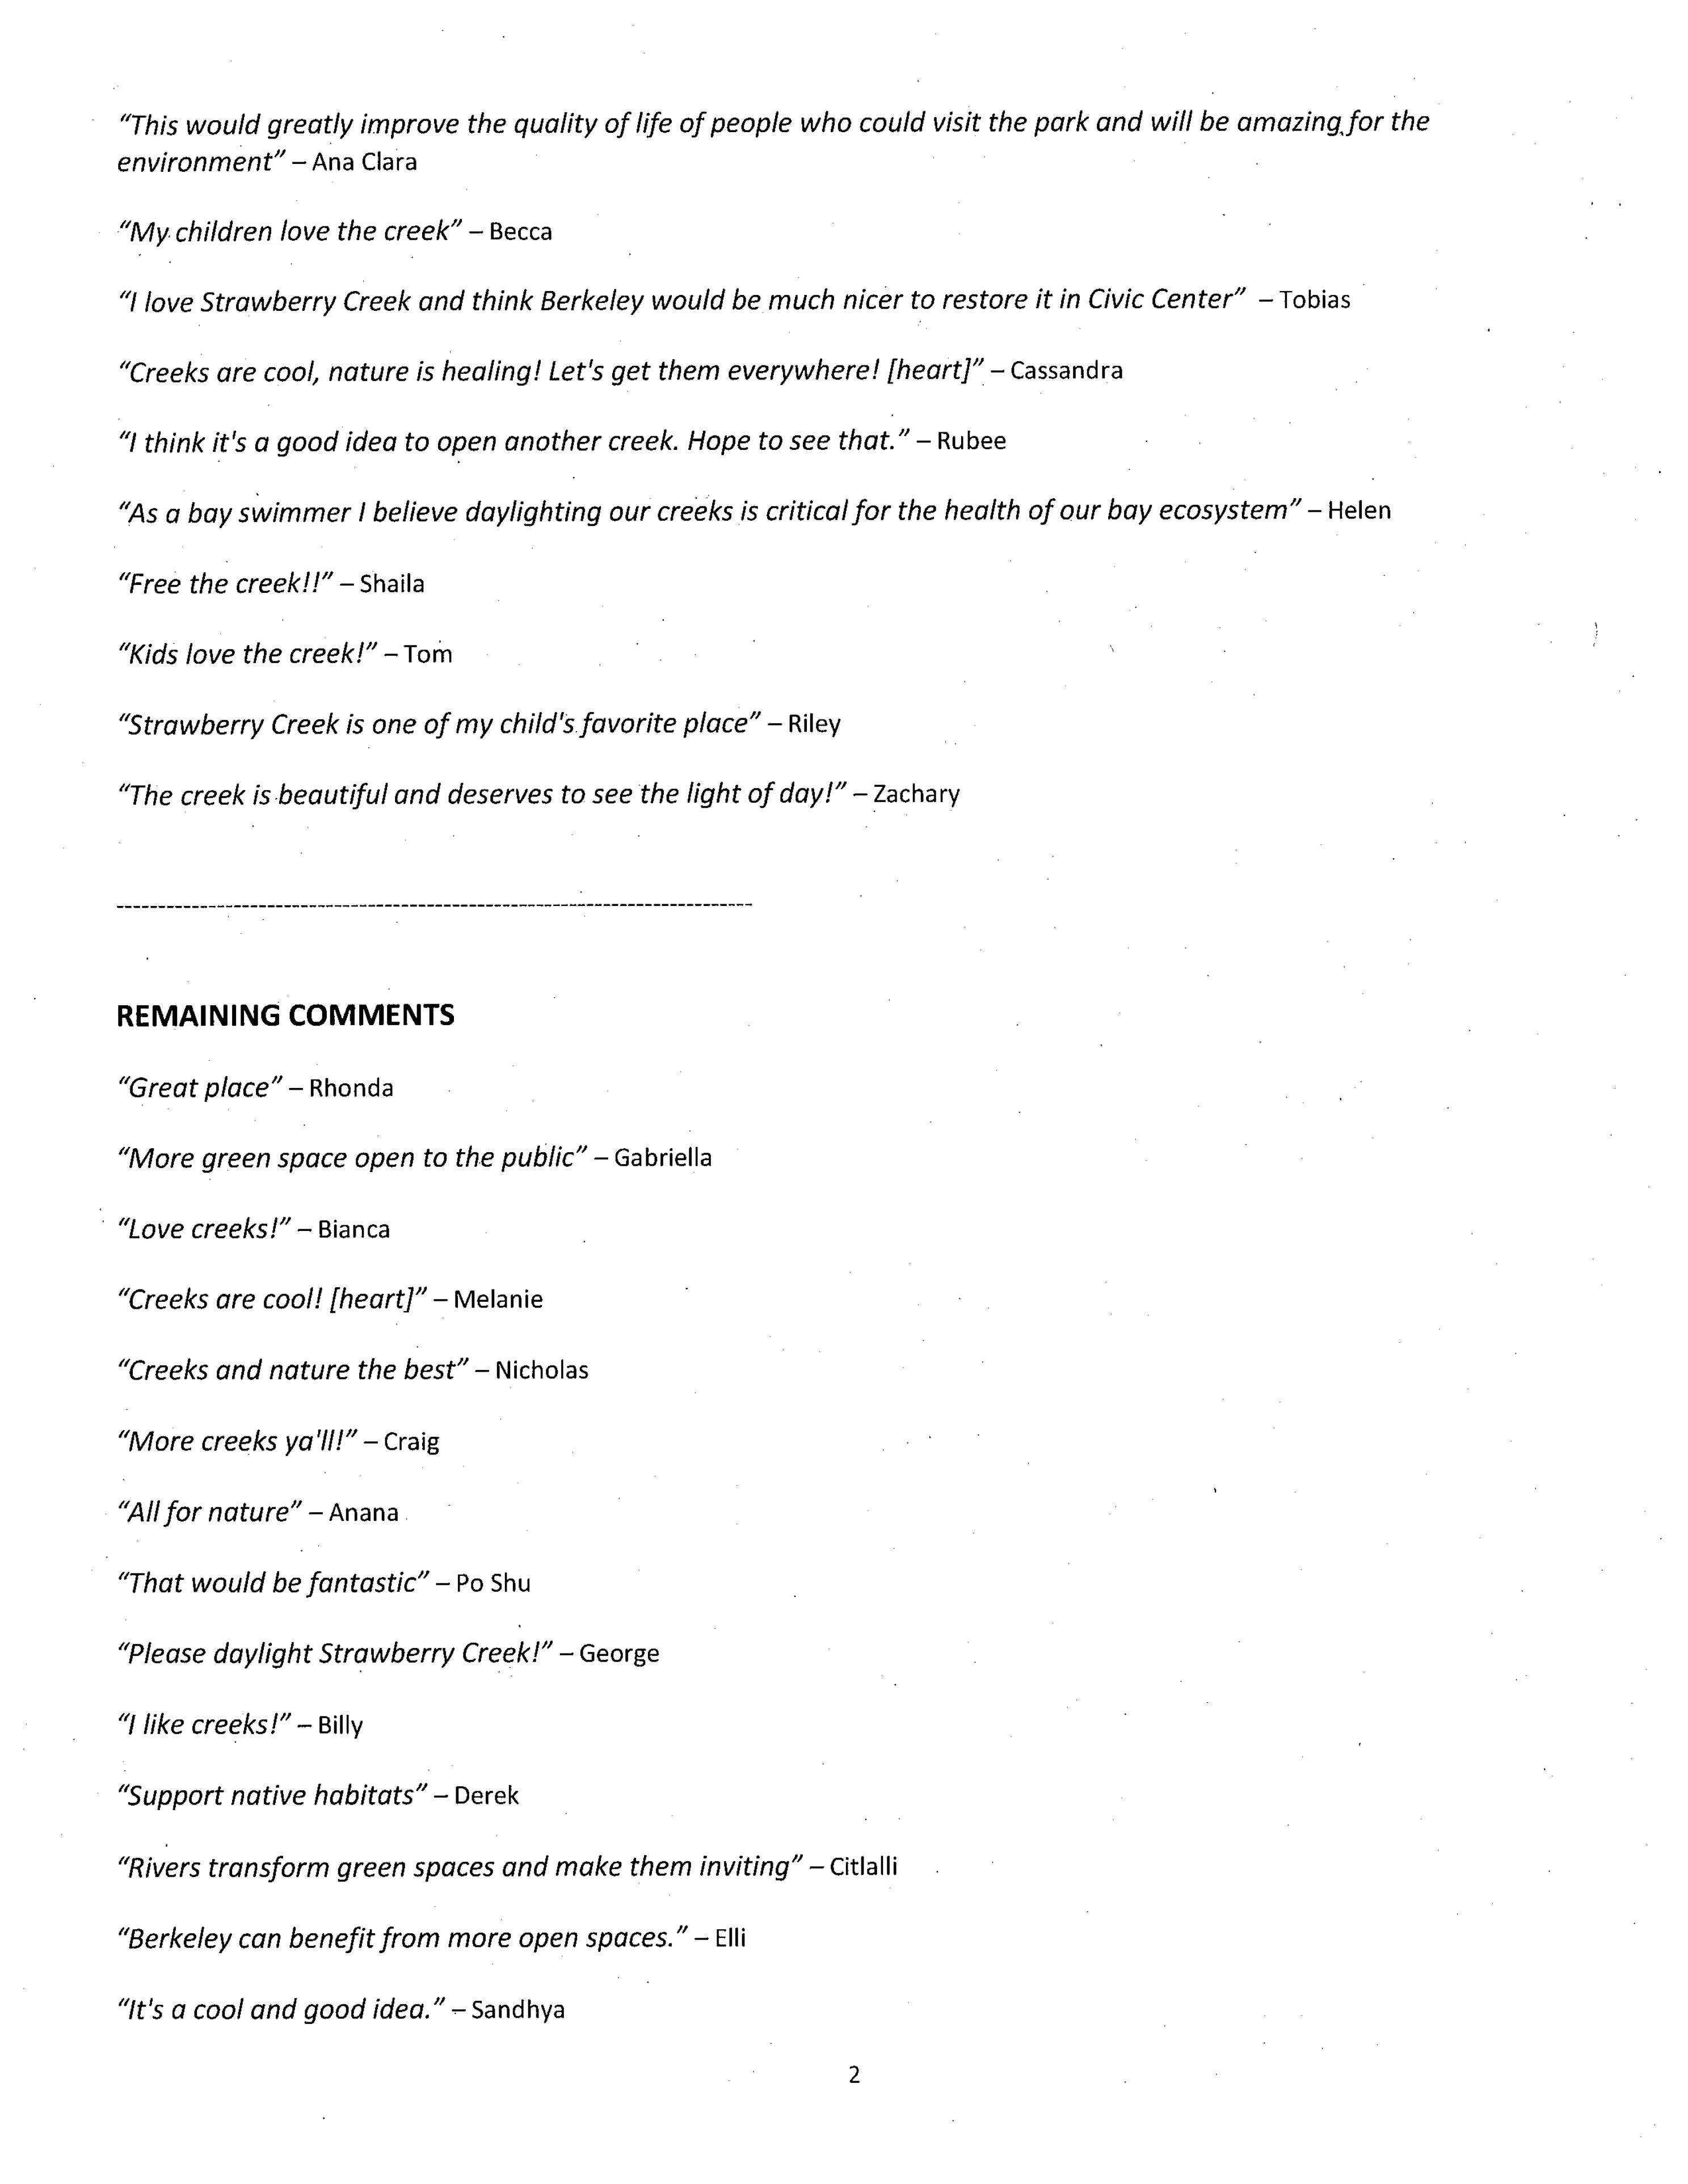 “This would greatly improve the quality of life of people who could visit the park and will be amazing for the
environment” – Ana Clara
“My children love the creek” – Becca
“I love Strawberry Creek and think Berkeley would be much nicer to restore it in Civic Center” – Tobias
“Creeks are cool, nature is healing! Let's get them everywhere! [heart]” – Cassandra
“I think it's a good idea to open another creek. Hope to see that.” – Rubee
“As a bay swimmer I believe daylighting our creeks is critical for the health of our bay ecosystem” – Helen
“Free the creek!!” – Shaila
“Kids love the creek!” – Tom
“Strawberry Creek is one of my child's favorite place” – Riley
“The creek is beautiful and deserves to see the light of day!” – Zachary
----------------------------------------------------------------------------
REMAINING COMMENTS
“Great place” – Rhonda
“More green space open to the public” – Gabriella
“Love creeks!” – Bianca
“Creeks are cool! [heart]” – Melanie
“Creeks and nature the best” – Nicholas
“More creeks ya'll!” – Craig
“All for nature” – Anana
“That would be fantastic” – Po Shu
“Please daylight Strawberry Creek!” – George
“I like creeks!” – Billy
“Support native habitats” – Derek
“Rivers transform green spaces and make them inviting” – Citlalli
“Berkeley can benefit from more open spaces.” – Elli
“It's a cool and good idea.” – Sandhya
2